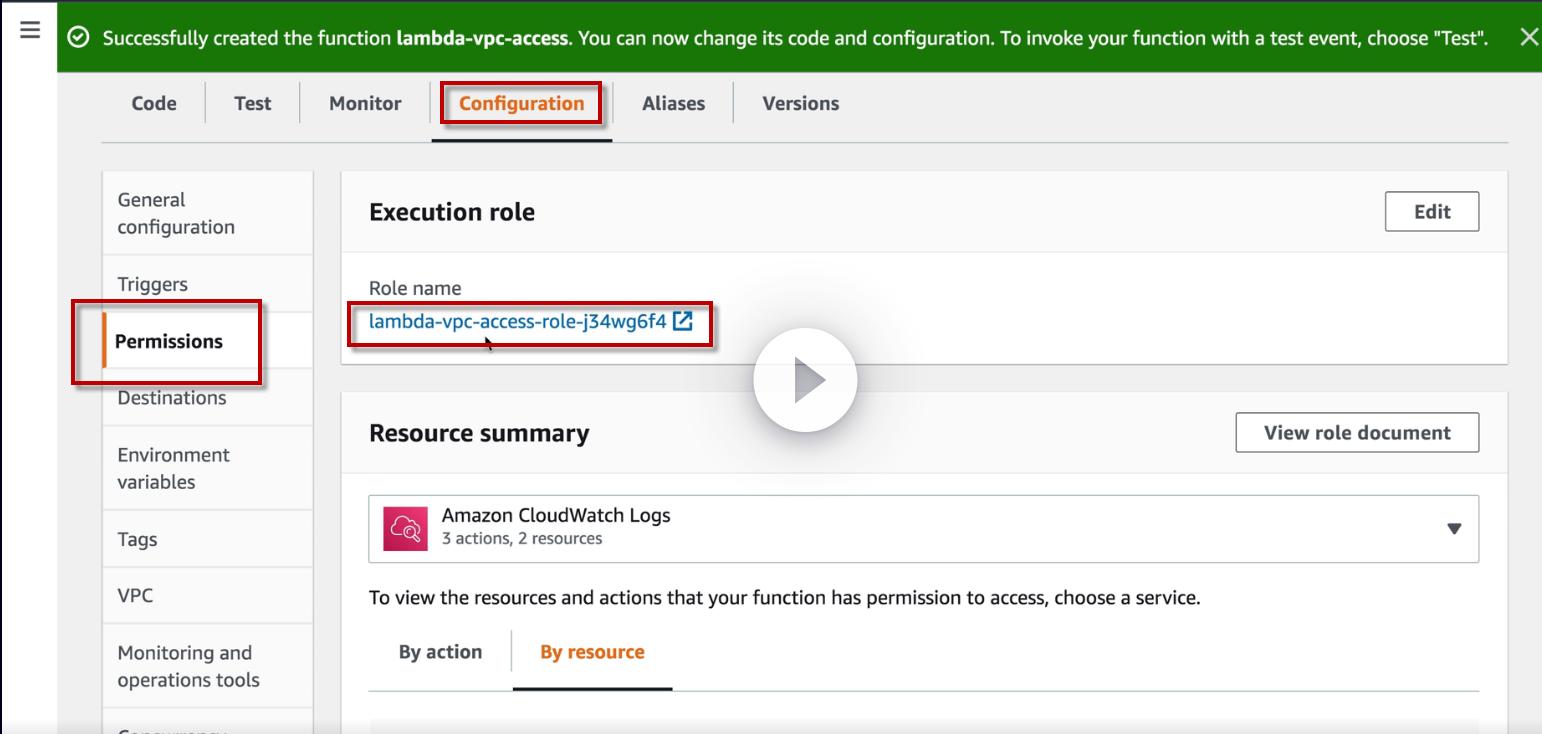 Successfully created the function lambda-vpc-access. You can now change its code and configuration. To invoke your function with a test event, choose "Test".
Code
Test
Monitor
Configuration
Aliases
Versions
General
configuration
Triggers
Permissions
Destinations
Environment
variables
Tags
VPC
Monitoring and
operations tools
Execution role
Edit
Role name
lambda-vpc-access-role-j34wg6f4
Resource summary
View role document
Amazon CloudWatch Logs
3 actions, 2 resources
To view the resources and actions that your function has permission to access, choose a service.
By action
By resource